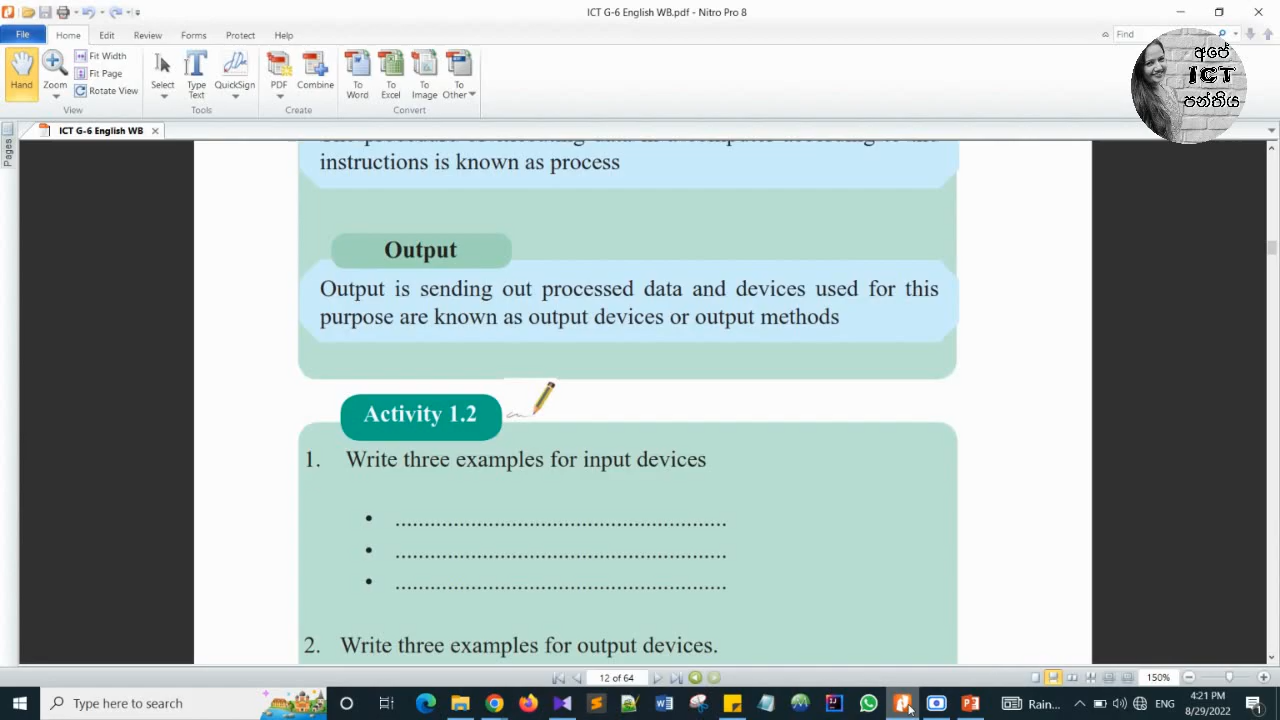 ICT G-6 English WB.pdf - Nitro Pro 8
File Home Edit Review Forms Protect Help
Find
Hand Zoom
Fit Width
Fit Page
Rotate View
View
Select Type Text QuickSign
Tools
PDF Combine
Create
To Word To Excel To Image To Other
Convert
අපේ
ICT
පන්තිය
ICT G-6 English WB
Pages
instructions is known as process
Output
Output is sending out processed data and devices used for this
purpose are known as output devices or output methods
Activity 1.2
1. Write three examples for input devices
• ........................................................
• ........................................................
• ........................................................
2. Write three examples for output devices.
12 of 64
150%
Type here to search
Rain...
ENG
4:21 PM
8/29/2022